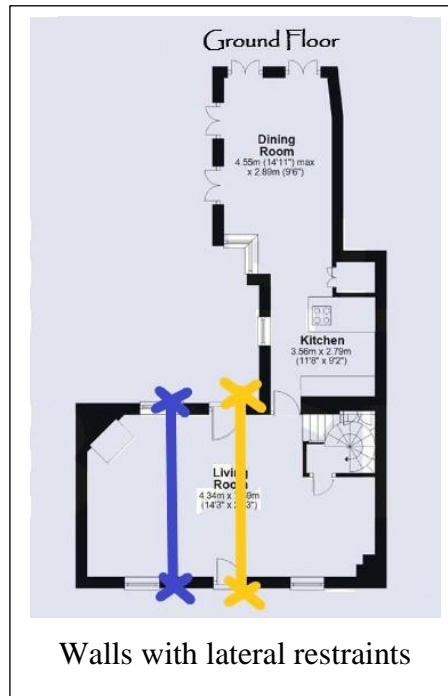 Ground Floor
Dining
Room
4.55m (14'11") max
x 2.89m (9'6")
Kitchen
3.56m x 2.79m
(11'8" x 9'2")
Living
Room
4.34m x
(14'3" x
Walls with lateral restraints